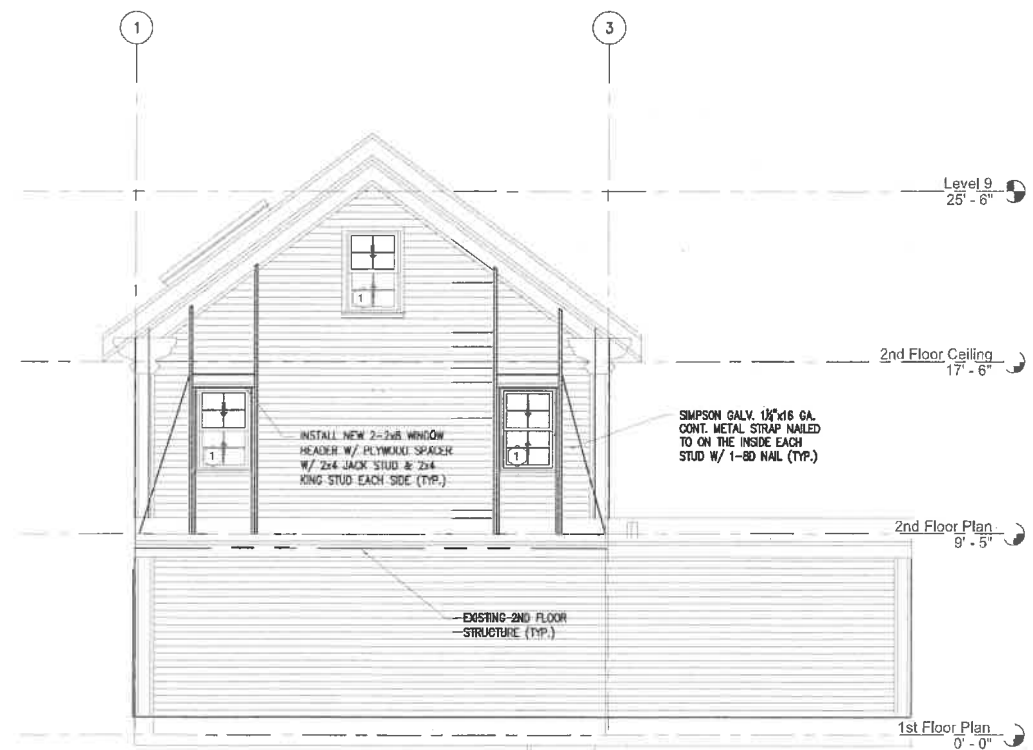 1
3
Level 9
25' - 6"
1
2nd Floor Ceiling
17' - 6"
INSTALL NEW 2-2x8 WINDOW
HEADER W/ PLYWOOD SPACER
W/ 2x4 JACK STUD & 2x4
KING STUD EACH SIDE (TYP.)
1
1
SIMPSON GALV. 1¼"x16 GA.
CONT. METAL STRAP NAILED
TO ON THE INSIDE EACH
STUD W/ 1-8D NAIL (TYP.)
2nd Floor Plan
9' - 5"
EXISTING 2ND FLOOR
STRUCTURE (TYP.)
1st Floor Plan
0' - 0"